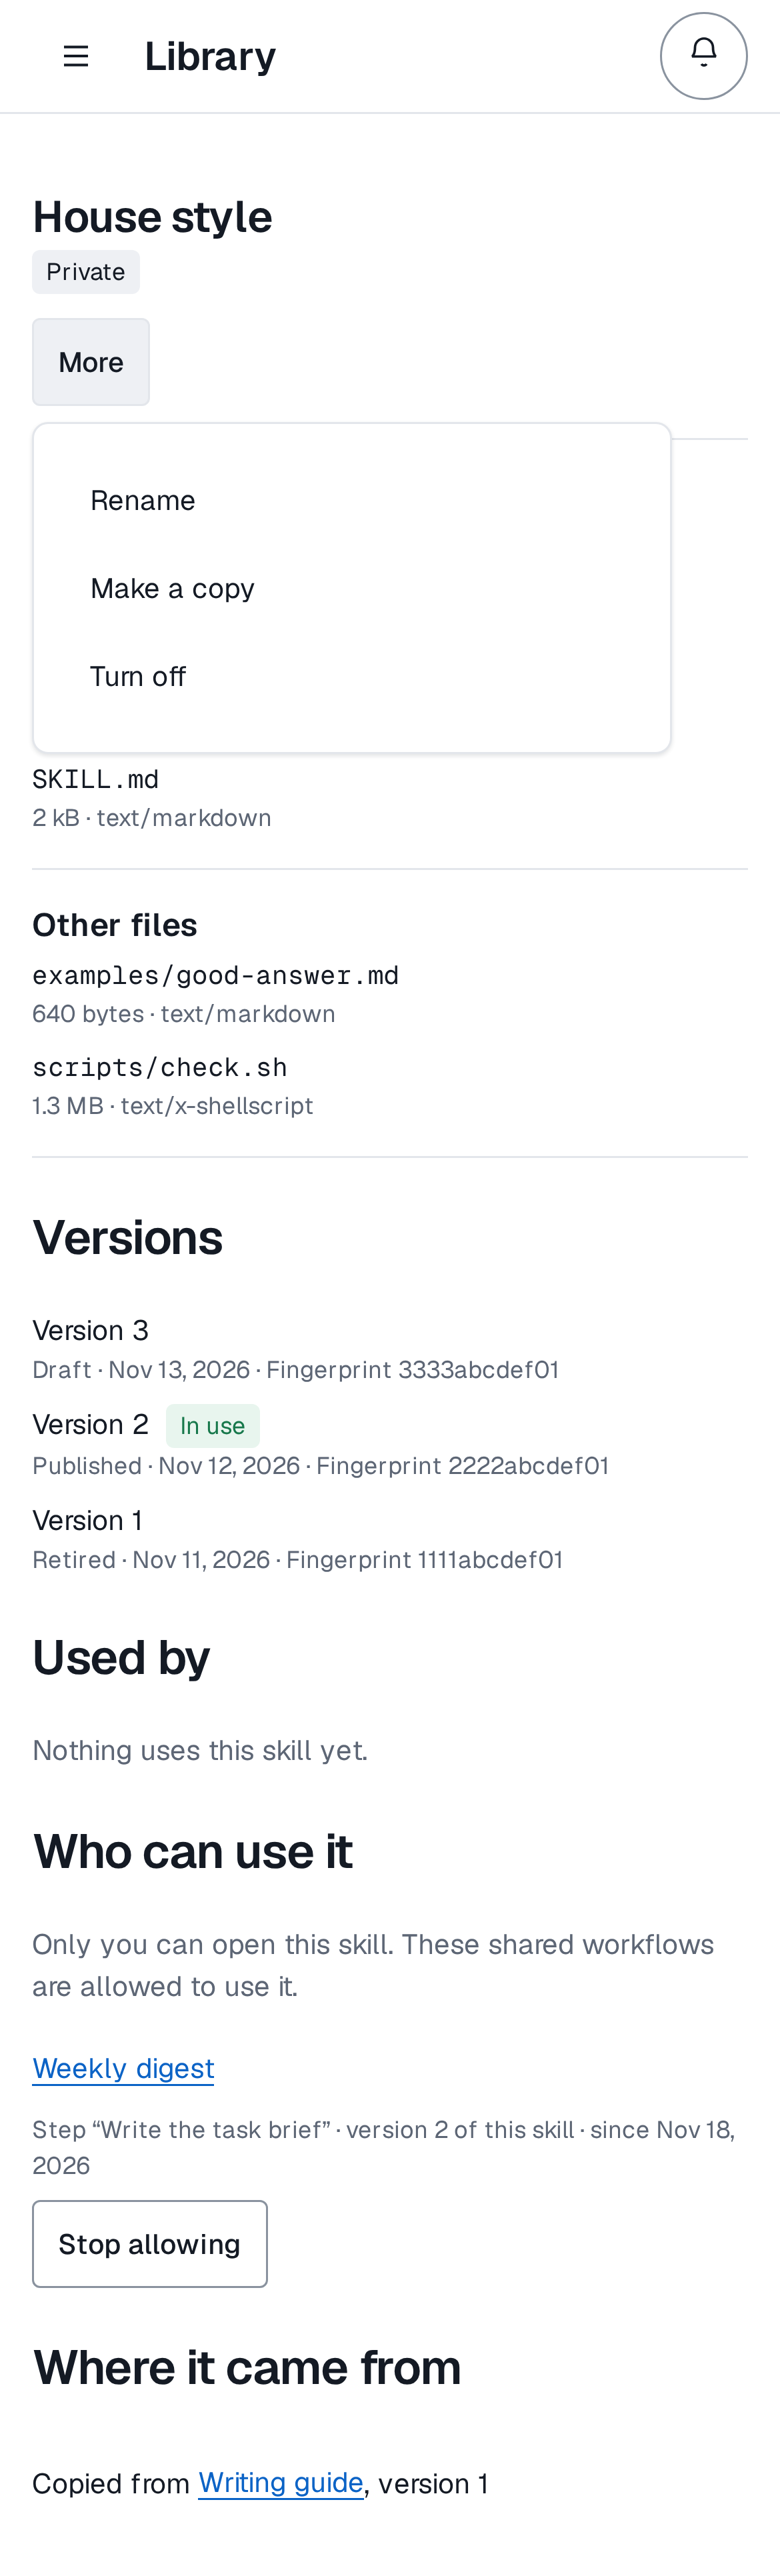 Library
House style
Private
More
Rename
Make a copy
Turn off
SKILL.md
2 kB · text/markdown
Other files
examples/good-answer.md
640 bytes · text/markdown
scripts/check.sh
1.3 MB · text/x-shellscript
Versions
Version 3
Draft · Nov 13, 2026 · Fingerprint 3333abcdef01
Version 2 In use
Published · Nov 12, 2026 · Fingerprint 2222abcdef01
Version 1
Retired · Nov 11, 2026 · Fingerprint 1111abcdef01
Used by
Nothing uses this skill yet.
Who can use it
Only you can open this skill. These shared workflows
are allowed to use it.
Weekly digest
Step “Write the task brief” · version 2 of this skill · since Nov 18,
2026
Stop allowing
Where it came from
Copied from Writing guide, version 1